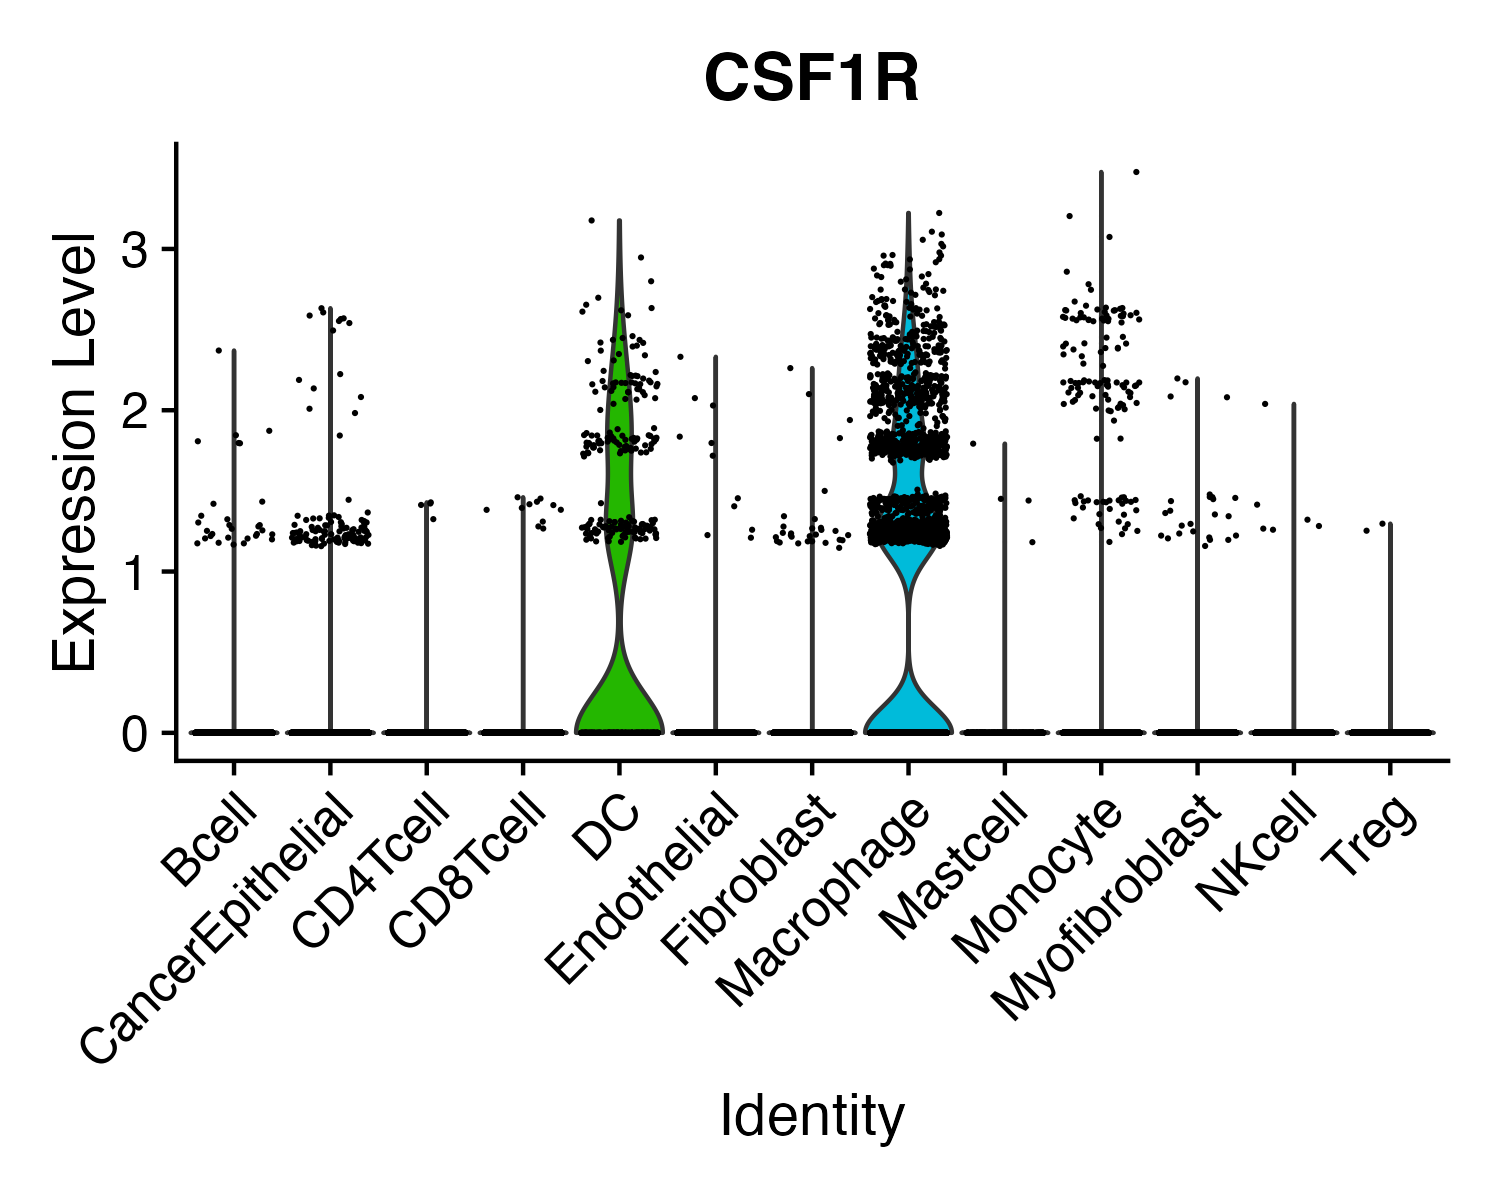 CSF1R
Expression Level
3
2
1
0
Bcell
CancerEpithelial
CD4Tcell
CD8Tcell
DC
Endothelial
Fibroblast
Macrophage
Mastcell
Monocyte
Myofibroblast
NKcell
Treg
Identity